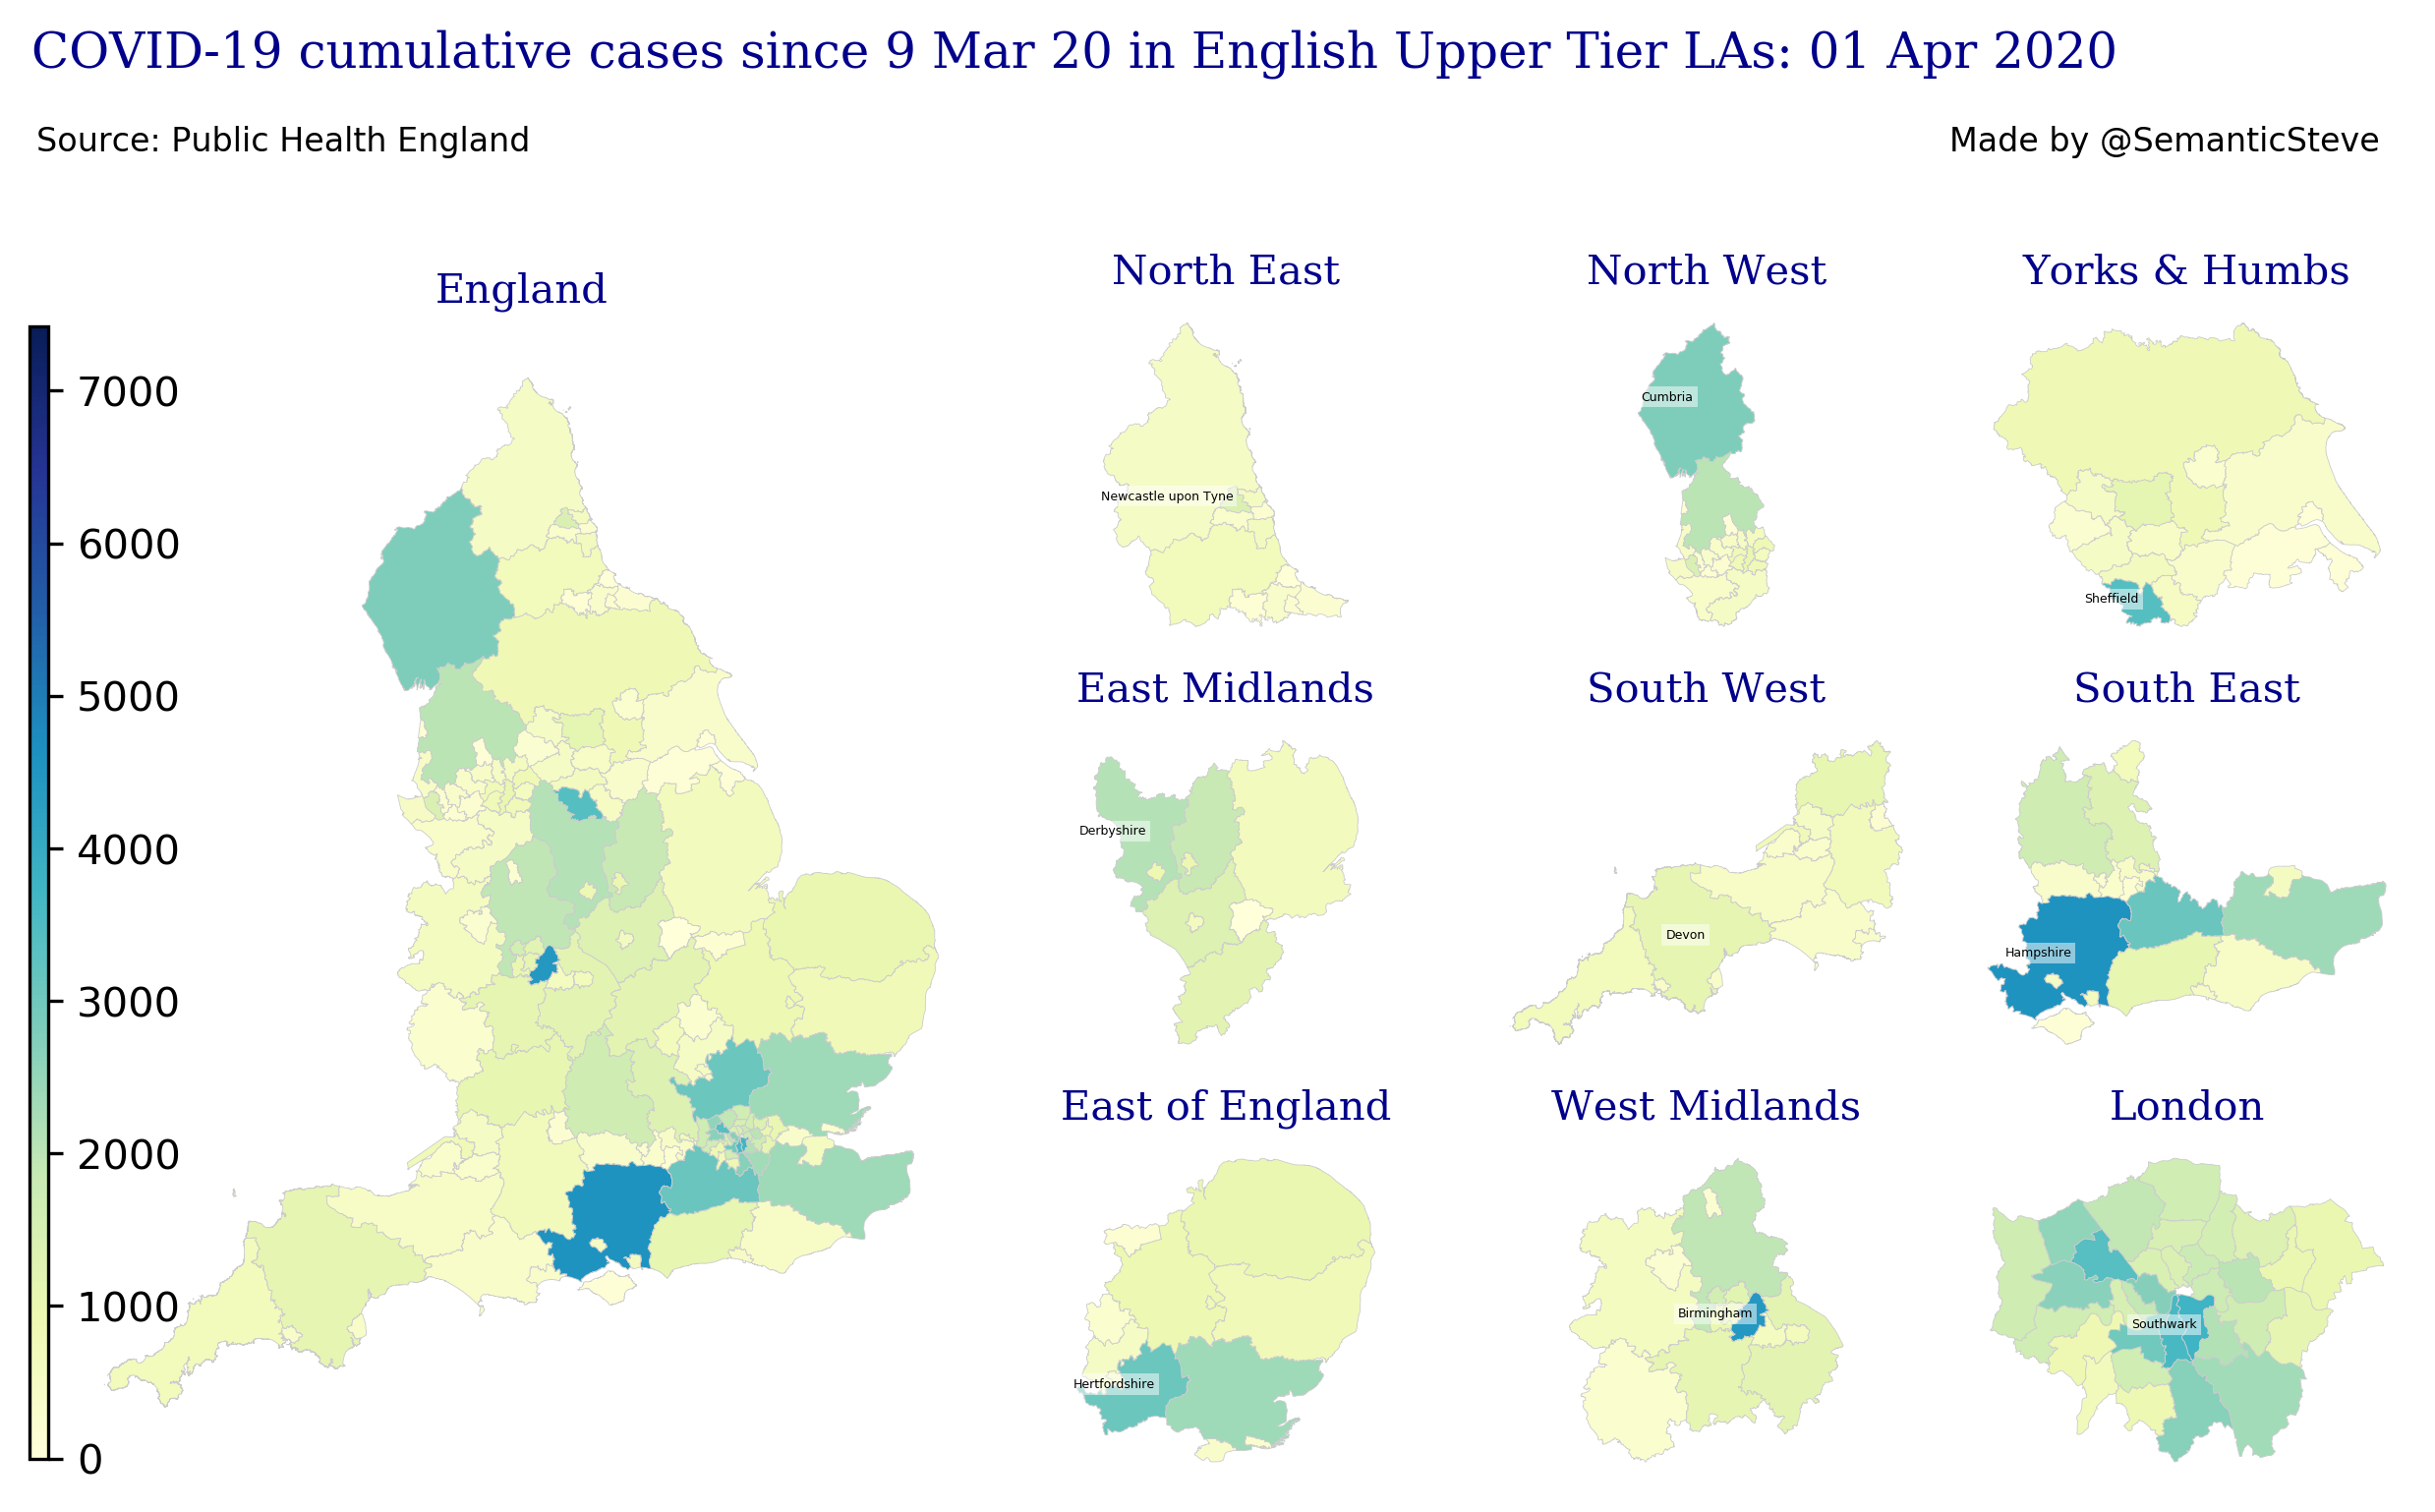 COVID-19 cumulative cases since 9 Mar 20 in English Upper Tier LAs: 01 Apr 2020
Source: Public Health England
Made by @SemanticSteve
England
7000
6000
5000
4000
3000
2000
1000
0
North East
Newcastle upon Tyne
North West
Cumbria
Yorks & Humbs
Sheffield
East Midlands
Derbyshire
South West
Devon
South East
Hampshire
East of England
Hertfordshire
West Midlands
Birmingham
London
Southwark